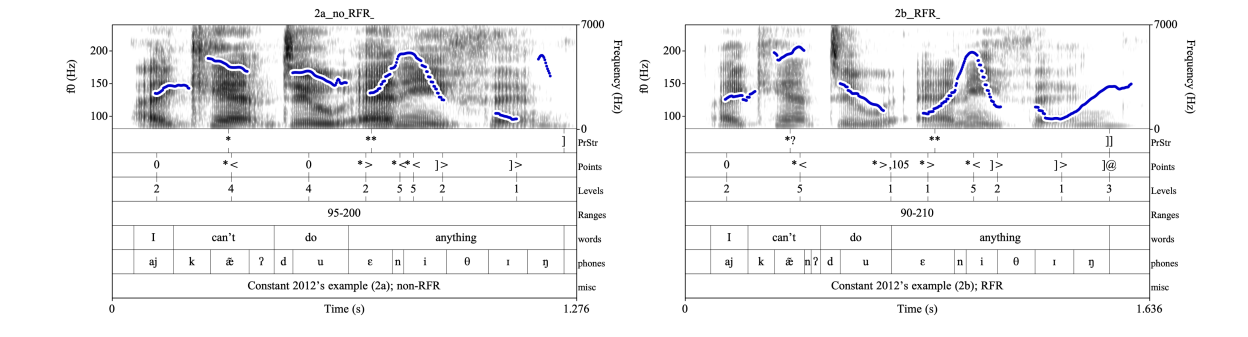 2a_no_RFR_
200
150
100
f0 (Hz)
7000
0
Frequency (Hz)
* ** ] PrStr
0 *< 0 *> *<*< ]> ]> Points
2 4 4 2 5 5 2 1 Levels
95-200 Ranges
I can't do anything words
aj k æ̃ ʔ d u ɛ n i θ ɪ ŋ phones
Constant 2012's example (2a); non-RFR misc
0 Time (s) 1.276
2b_RFR_
200
150
100
f0 (Hz)
7000
0
Frequency (Hz)
*? ** ]] PrStr
0 *< *>,105 *> *< ]> ]> ]@ Points
2 5 1 1 5 2 1 3 Levels
90-210 Ranges
I can't do anything words
aj k æ̃ n ʔ d u ɛ n i θ ɪ ŋ phones
Constant 2012's example (2b); RFR misc
0 Time (s) 1.636